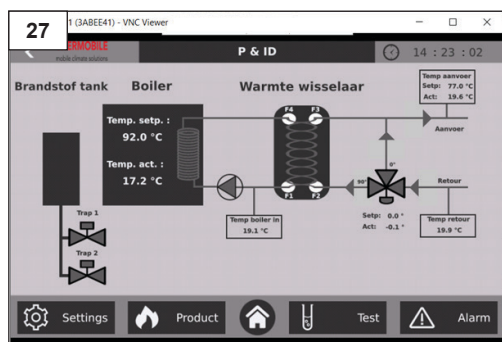 27
1 (3ABEE41) - VNC Viewer
ERMOBILE
mobile climate solutions
P & ID
14 : 23 : 02
Temp aanvoer
Setp: 77.0 °C
Act: 19.6 °C
Brandstof tank
Boiler
Warmte wisselaar
Temp. setp. :
92.0 °C
Temp. act. :
17.2 °C
F4
F3
Aanvoer
0°
90°
Retour
F1
F2
Trap 1
Trap 2
Temp boiler in
19.1 °C
Setp: 0.0 °
Act: -0.1 °
Temp retour
19.9 °C
Settings
Product
Test
Alarm